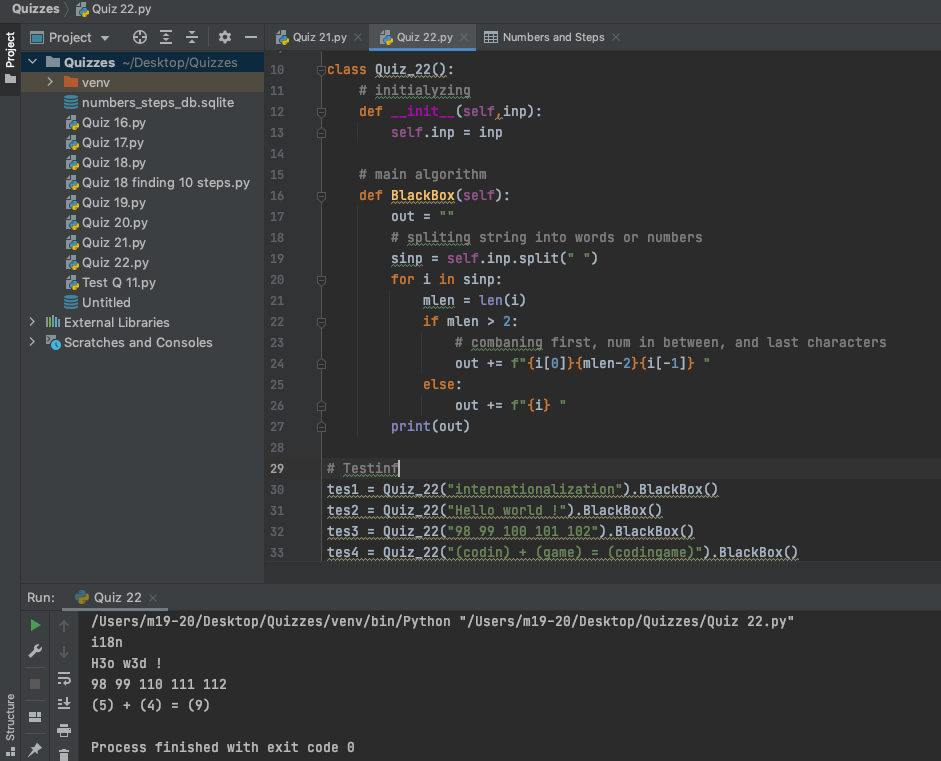 Quizzes Quiz 22.py
Project
Project
Quizzes ~/Desktop/Quizzes
venv
numbers_steps_db.sqlite
Quiz 16.py
Quiz 17.py
Quiz 18.py
Quiz 18 finding 10 steps.py
Quiz 19.py
Quiz 20.py
Quiz 21.py
Quiz 22.py
Test Q 11.py
Untitled
External Libraries
Scratches and Consoles
Quiz 21.py Quiz 22.py Numbers and Steps
10 class Quiz_22():
11 # initialyzing
12 def __init__(self,inp):
13 self.inp = inp
14
15 # main algorithm
16 def BlackBox(self):
17 out = ""
18 # spliting string into words or numbers
19 sinp = self.inp.split(" ")
20 for i in sinp:
21 mlen = len(i)
22 if mlen > 2:
23 # combaning first, num in between, and last characters
24 out += f"{i[0]}{mlen-2}{i[-1]} "
25 else:
26 out += f"{i} "
27 print(out)
28
29 # Testinf
30 tes1 = Quiz_22("internationalization").BlackBox()
31 tes2 = Quiz_22("Hello world !").BlackBox()
32 tes3 = Quiz_22("98 99 100 101 102").BlackBox()
33 tes4 = Quiz_22("(codin) + (game) = (codingame)").BlackBox()
Run: Quiz 22
/Users/m19-20/Desktop/Quizzes/venv/bin/Python "/Users/m19-20/Desktop/Quizzes/Quiz 22.py"
i18n
H3o w3d !
98 99 110 111 112
(5) + (4) = (9)
Process finished with exit code 0
Structure